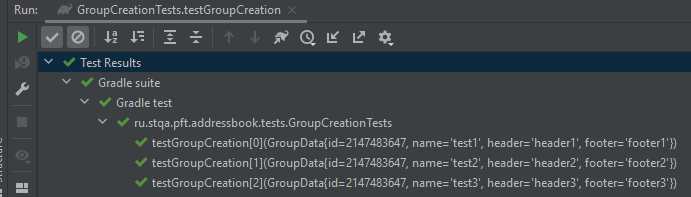 Run: GroupCreationTests.testGroupCreation
Test Results
Gradle suite
Gradle test
ru.stqa.pft.addressbook.tests.GroupCreationTests
testGroupCreation[0](GroupData{id=2147483647, name='test1', header='header1', footer='footer1'})
testGroupCreation[1](GroupData{id=2147483647, name='test2', header='header2', footer='footer2'})
testGroupCreation[2](GroupData{id=2147483647, name='test3', header='header3', footer='footer3'})